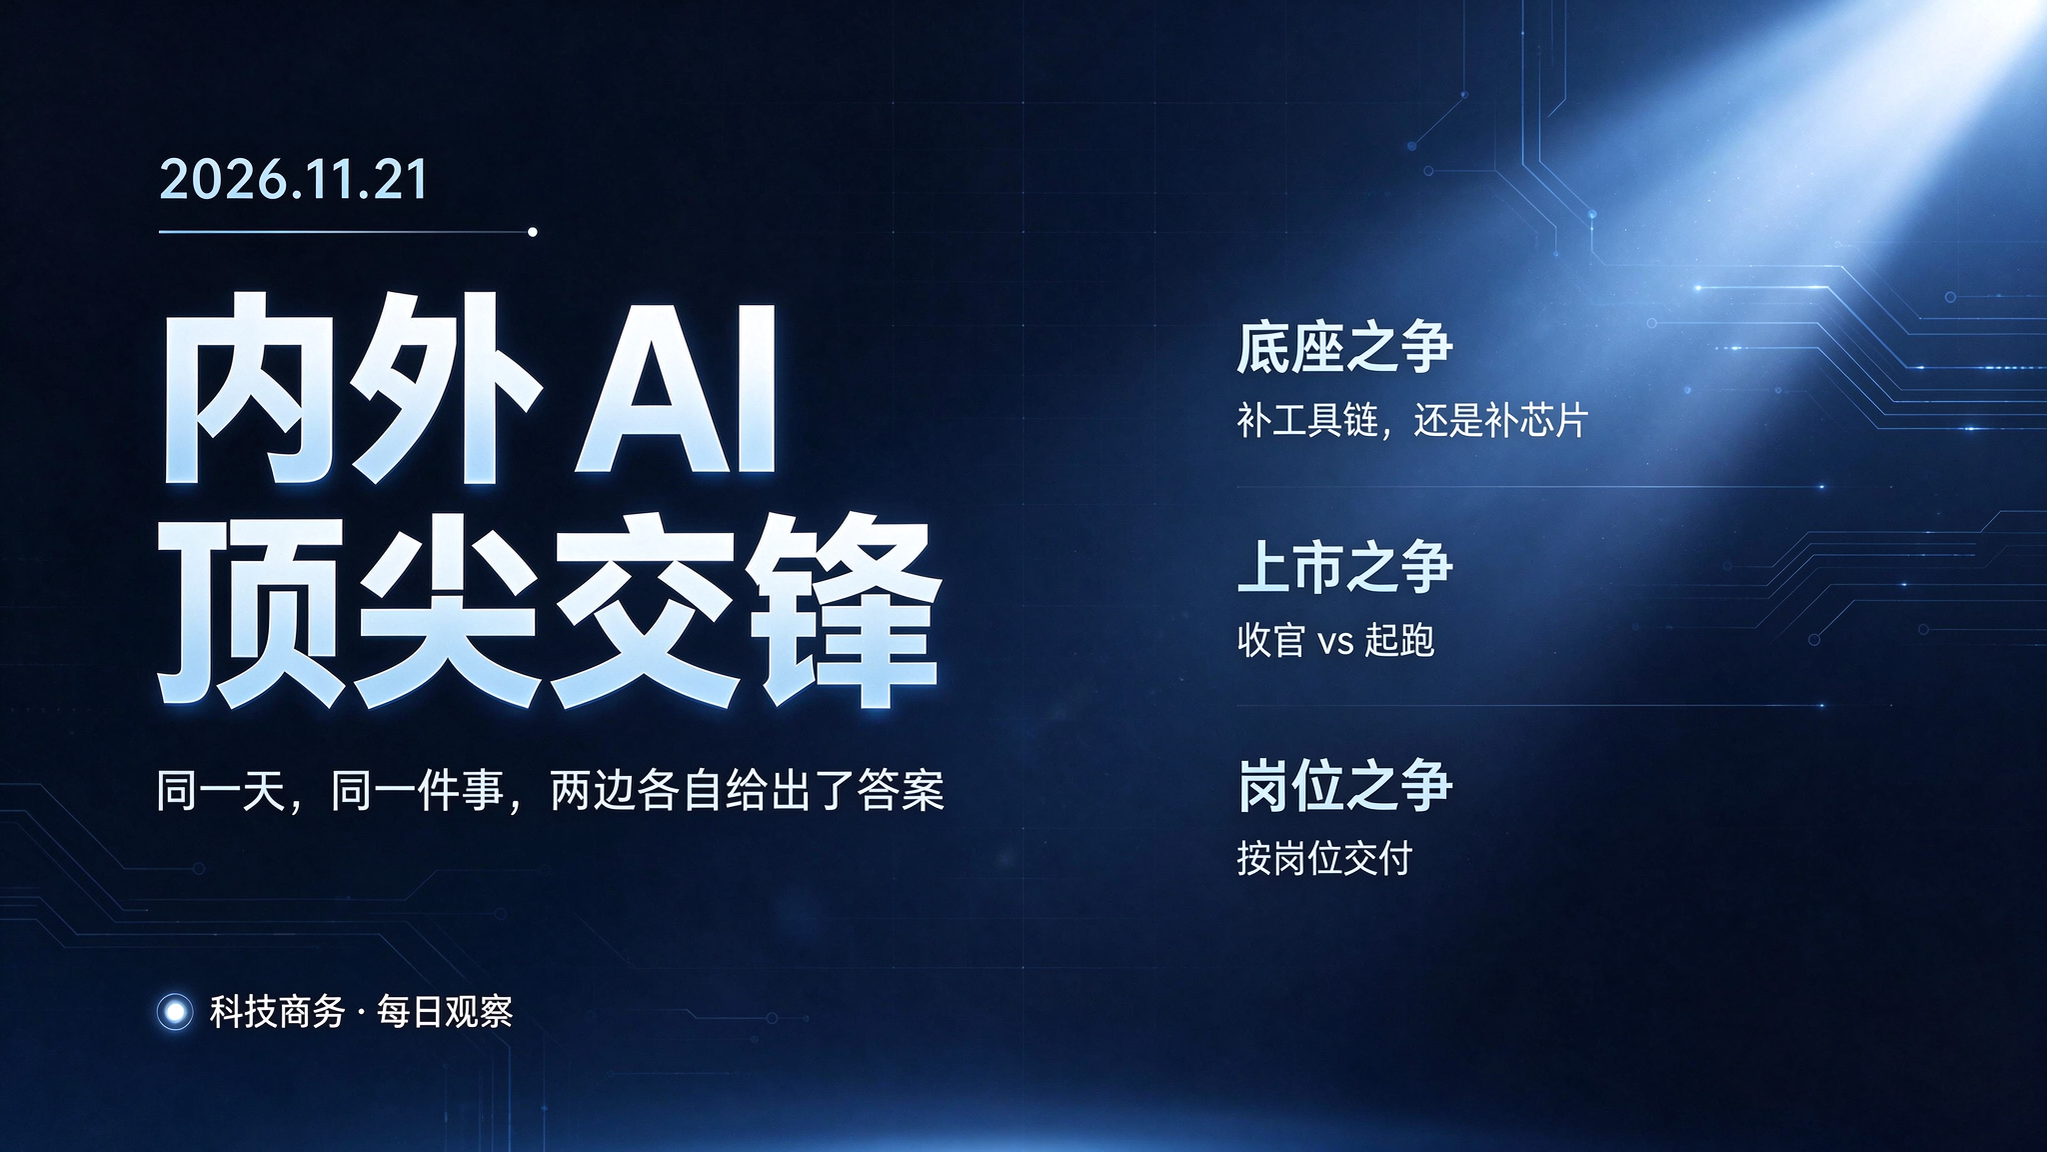 2026.11.21
内外 AI
顶尖交锋
同一天，同一件事，两边各自给出了答案
科技商务 · 每日观察
底座之争
补工具链，还是补芯片
上市之争
收官 vs 起跑
岗位之争
按岗位交付